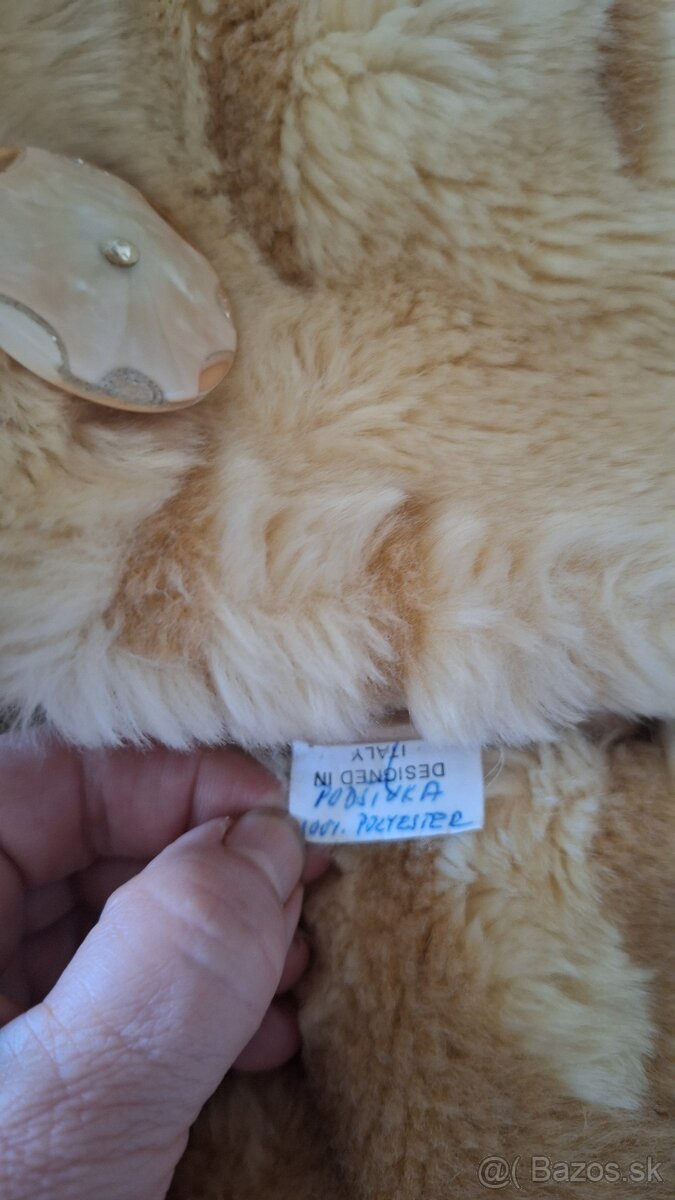 DESIGNED IN
ITALY
PODŠÍVKA
100%. POLYESTER
@( Bazos.sk